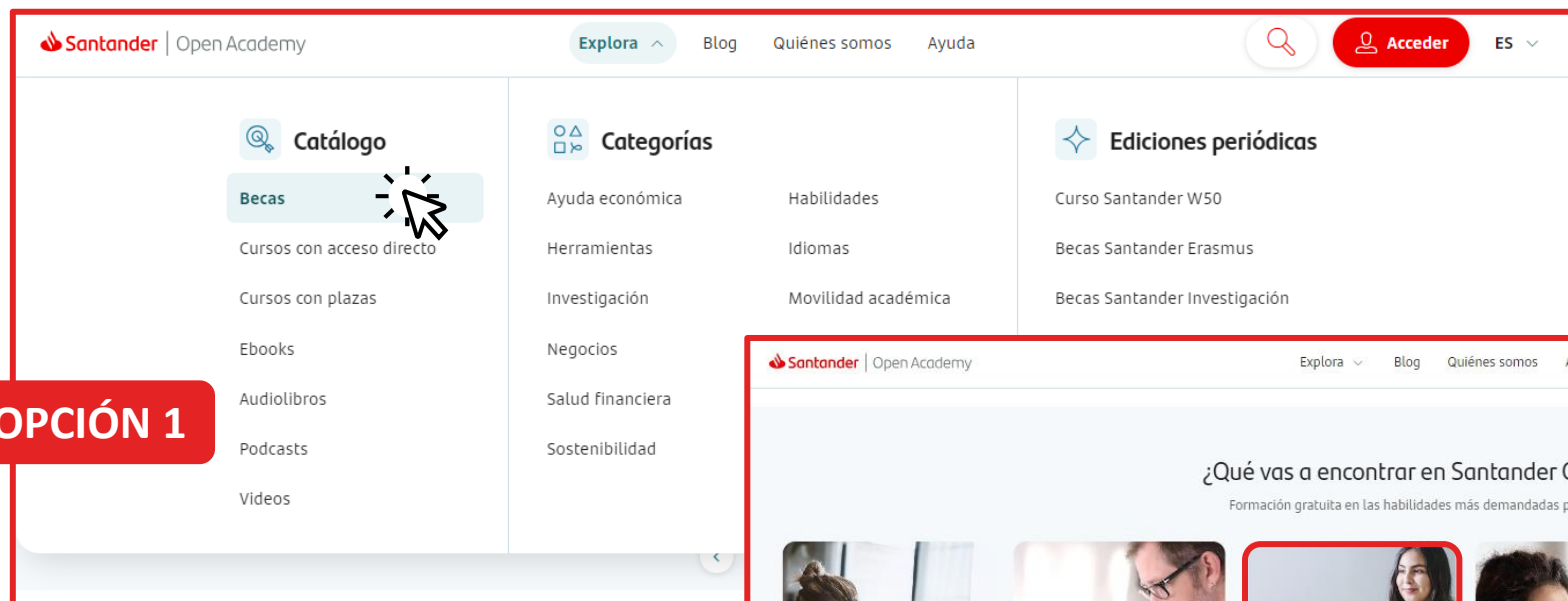 Santander | Open Academy
Explora
Blog
Quiénes somos
Ayuda
Acceder
ES
Catálogo
Becas
Cursos con acceso directo
Cursos con plazas
Ebooks
Audiolibros
Podcasts
Videos
Categorías
Ayuda económica
Herramientas
Investigación
Negocios
Salud financiera
Sostenibilidad
Habilidades
Idiomas
Movilidad académica
Ediciones periódicas
Curso Santander W50
Becas Santander Erasmus
Becas Santander Investigación
OPCIÓN 1
Santander | Open Academy
Explora
Blog
Quiénes somos
¿Qué vas a encontrar en Santander
Formación gratuita en las habilidades más demandadas